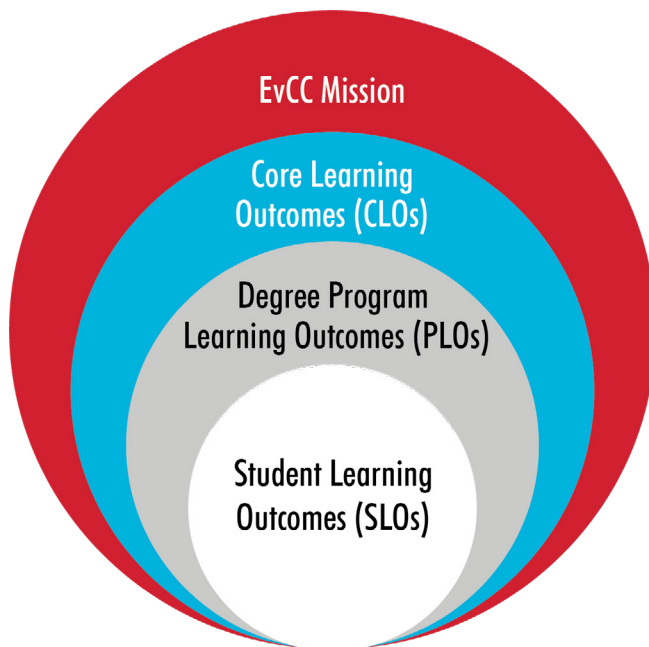 EvCC Mission
Core Learning
Outcomes (CLOs)
Degree Program
Learning Outcomes (PLOs)
Student Learning
Outcomes (SLOs)